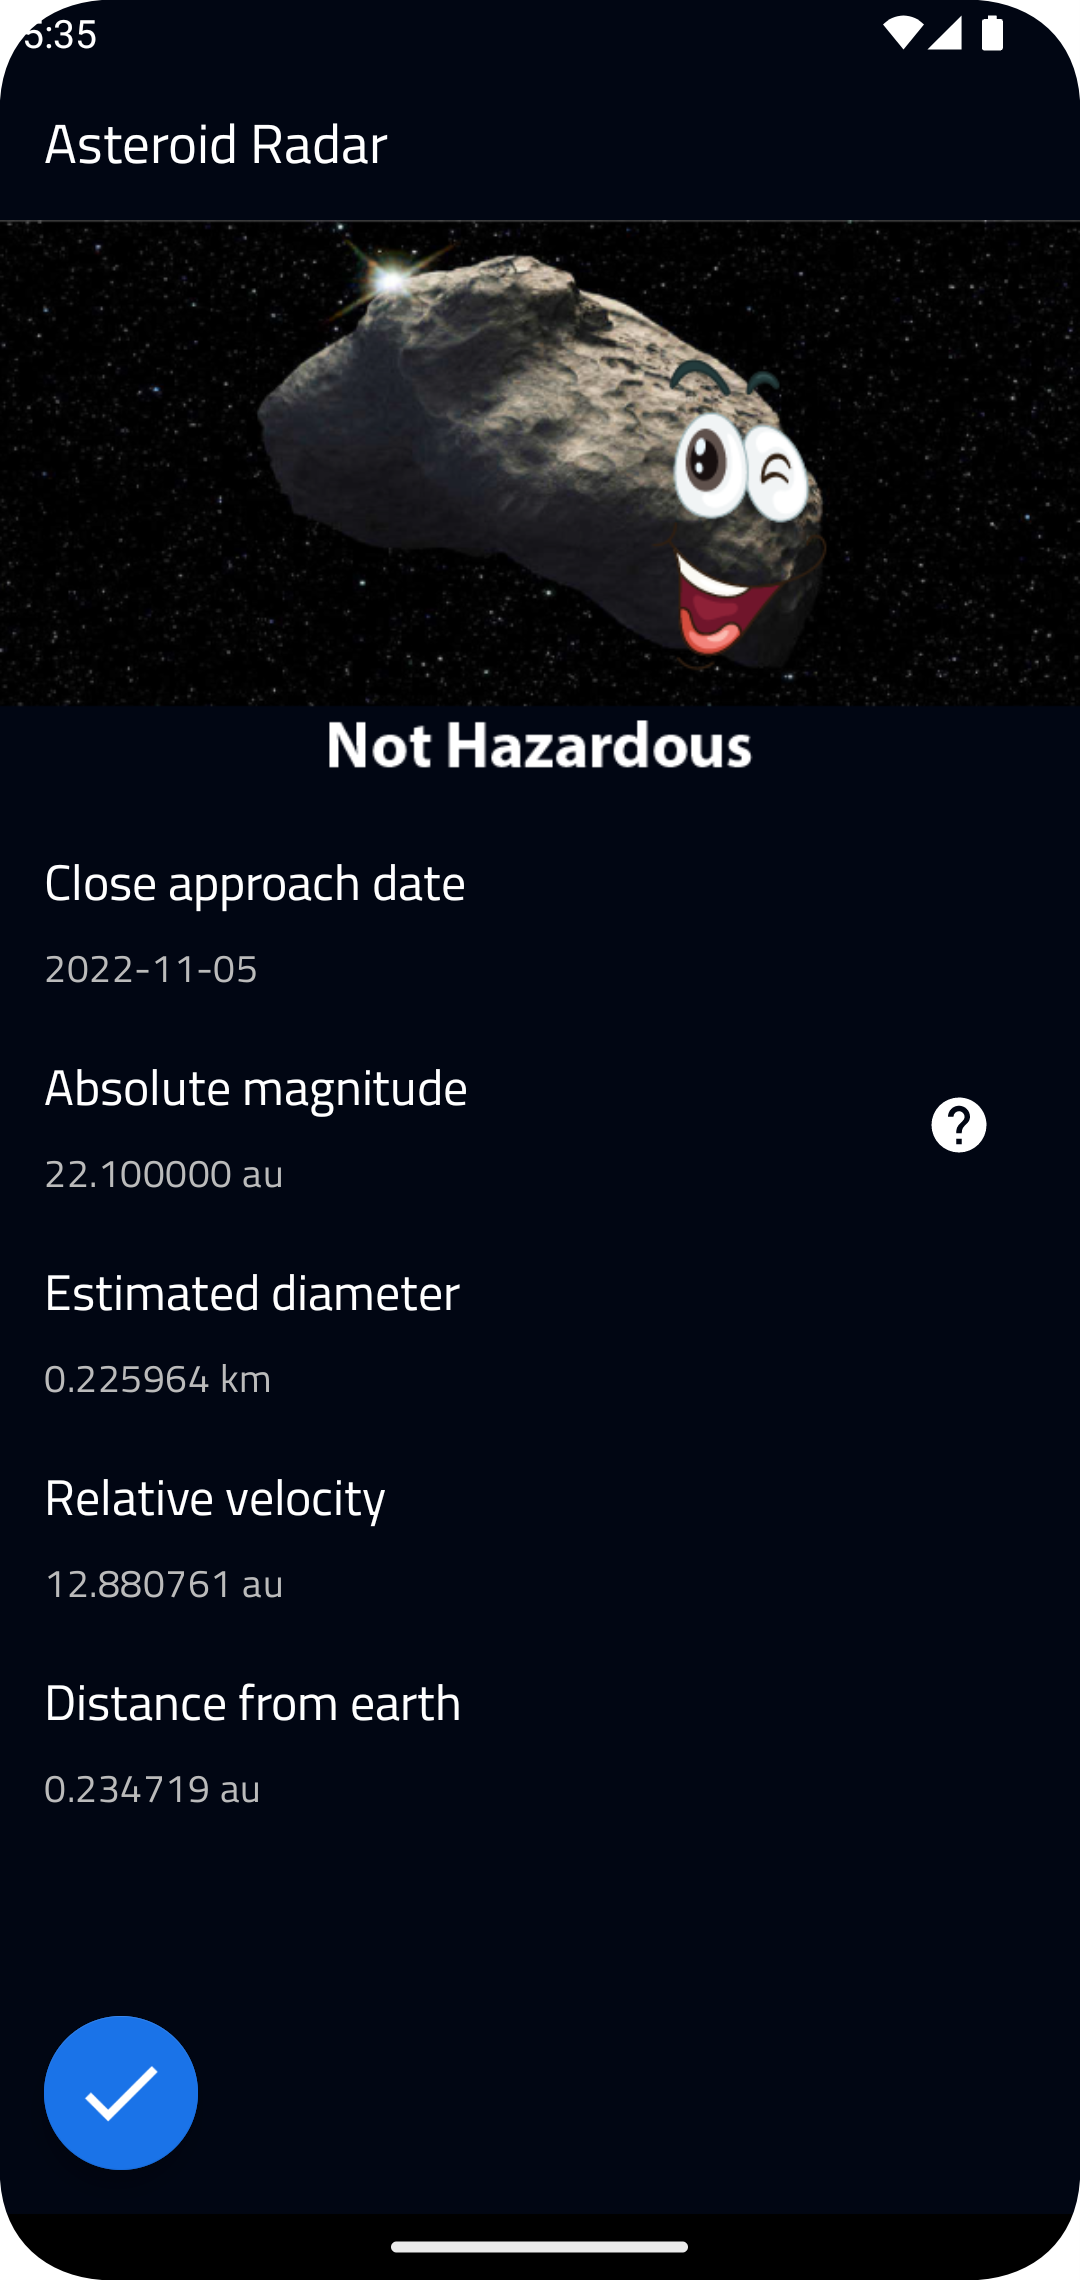 5:35
Asteroid Radar
Not Hazardous
Close approach date
2022-11-05
Absolute magnitude
?
22.100000 au
Estimated diameter
0.225964 km
Relative velocity
12.880761 au
Distance from earth
0.234719 au